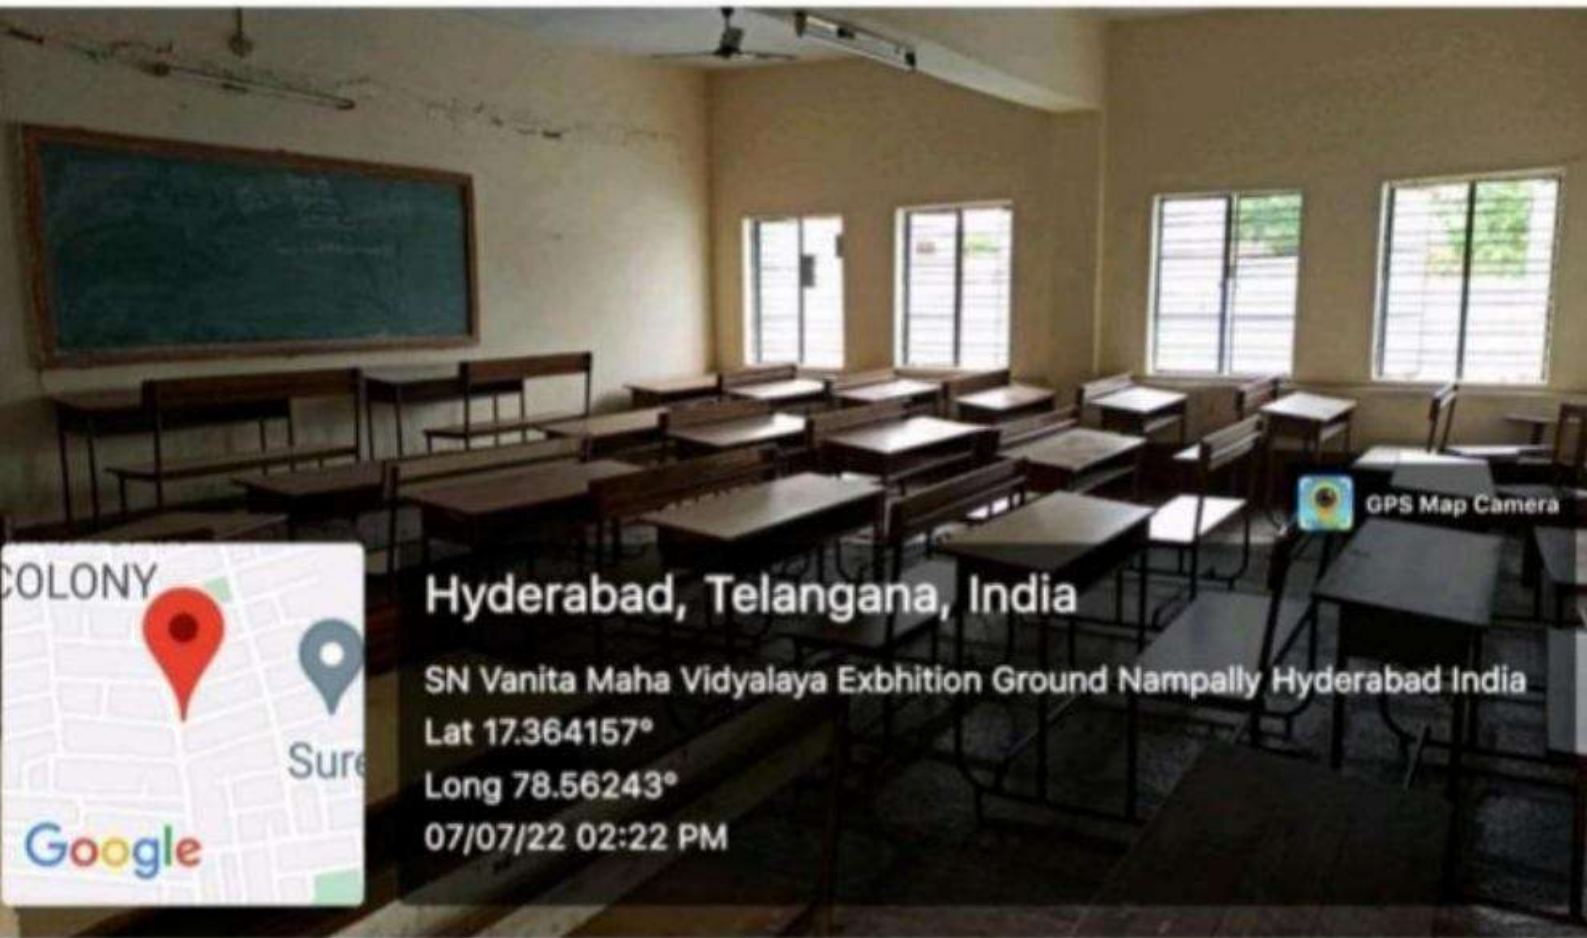 GPS Map Camera
COLONY
Sure
Google
Hyderabad, Telangana, India
SN Vanita Maha Vidyalaya Exbhition Ground Nampally Hyderabad India
Lat 17.364157°
Long 78.56243°
07/07/22 02:22 PM